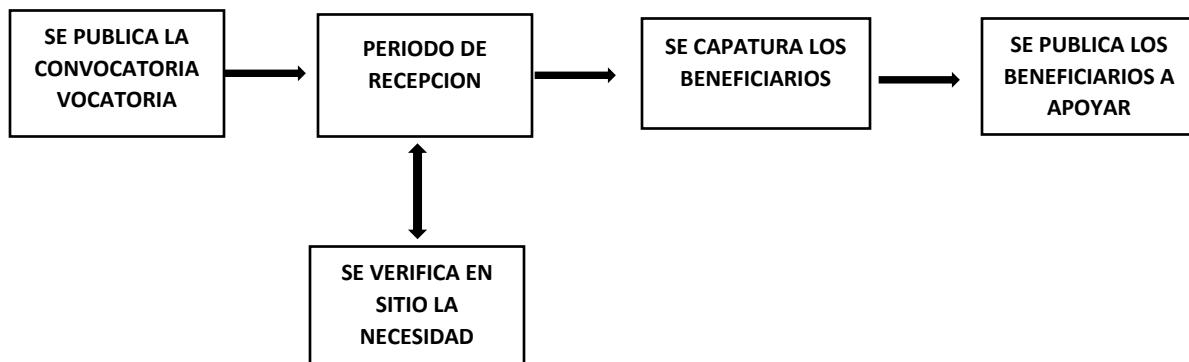 SE PUBLICA LA
CONVOCATORIA
VOCATORIA
PERIODO DE
RECEPCION
SE CAPATURA LOS
BENEFICIARIOS
SE PUBLICA LOS
BENEFICIARIOS A
APOYAR
SE VERIFICA EN
SITIO LA
NECESIDAD